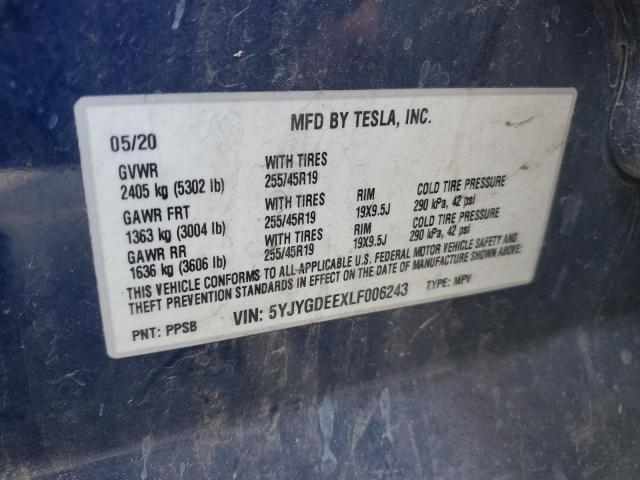 MFD BY TESLA, INC.
05/20
GVWR WITH TIRES
2405 kg (5302 lb) 255/45R19
GAWR FRT WITH TIRES RIM COLD TIRE PRESSURE
1363 kg (3004 lb) 255/45R19 19X9.5J 290 kPa, 42 psi
GAWR RR WITH TIRES RIM COLD TIRE PRESSURE
1636 kg (3606 lb) 255/45R19 19X9.5J 290 kPa, 42 psi
THIS VEHICLE CONFORMS TO ALL APPLICABLE U.S. FEDERAL MOTOR VEHICLE SAFETY AND
THEFT PREVENTION STANDARDS IN EFFECT ON THE DATE OF MANUFACTURE SHOWN ABOVE:
PNT: PPSB VIN: 5YJYGDEEXLF006243 TYPE: MPV